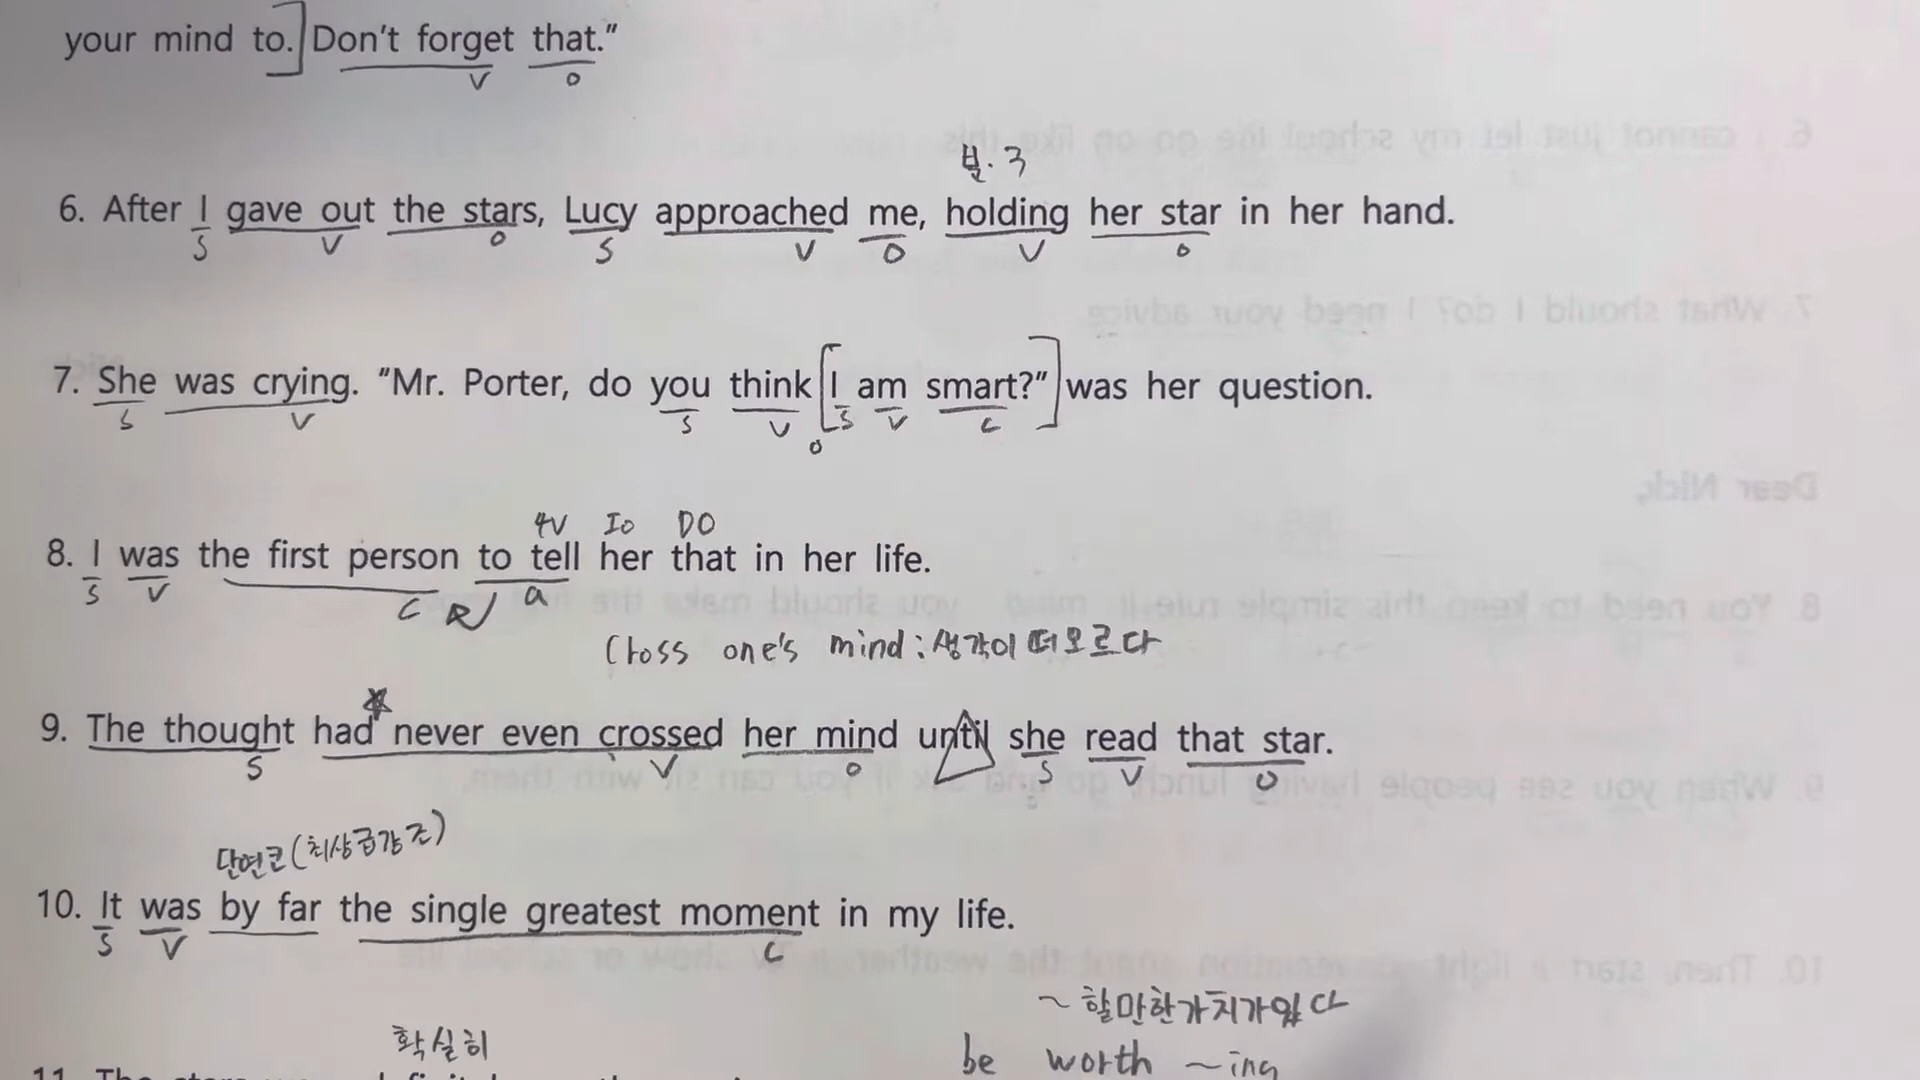 your mind to. Don't forget that."
V O
분.구
6. After I gave out the stars, Lucy approached me, holding her star in her hand.
S V O S V O V O
7. She was crying. "Mr. Porter, do you think [I am smart?"] was her question.
S V S V O S V C
4V IO DO
8. I was the first person to tell her that in her life.
S V C a
Cross one's mind : 생각이 떠오르다
9. The thought had never even crossed her mind until she read that star.
S V O S V O
단연코 (최상급강조)
10. It was by far the single greatest moment in my life.
S V C
~할만한가치가있다
확실히
be worth ~ing
11. The stars